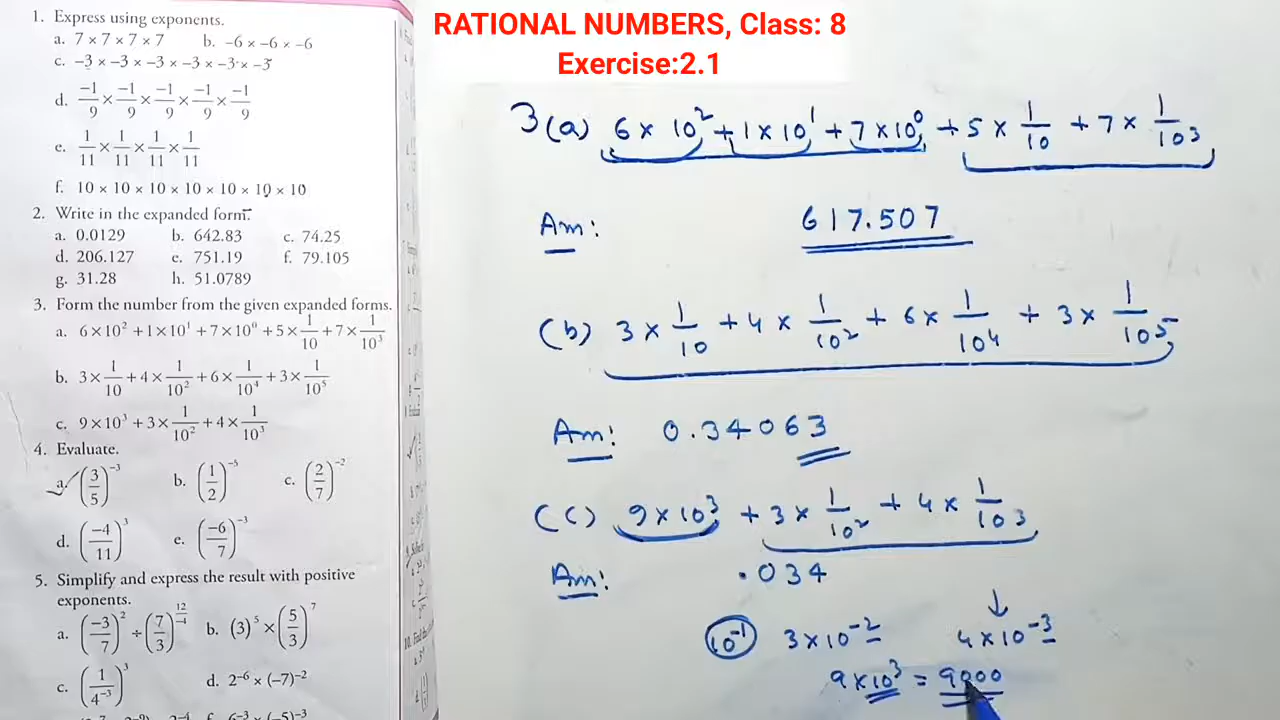 RATIONAL NUMBERS, Class: 8
Exercise:2.1
1. Express using exponents.
a. 7 × 7 × 7 × 7 b. −6 × −6 × −6
c. −3 × −3 × −3 × −3 × −3 × −3
d. −1/9 × −1/9 × −1/9 × −1/9 × −1/9
e. 1/11 × 1/11 × 1/11 × 1/11
f. 10 × 10 × 10 × 10 × 10 × 10 × 10
2. Write in the expanded form.
a. 0.0129 b. 642.83 c. 74.25
d. 206.127 e. 751.19 f. 79.105
g. 31.28 h. 51.0789
3. Form the number from the given expanded forms.
a. 6×10² +1×10¹ +7×10⁰ +5×1/10 +7×1/10³
b. 3×1/10 +4×1/10² +6×1/10⁴ +3×1/10⁵
c. 9×10³ +3×1/10² +4×1/10³
4. Evaluate.
a. (3/5)⁻³ b. (1/2)⁻⁵ c. (2/7)⁻²
d. (−4/11)³ e. (−6/7)⁻³
5. Simplify and express the result with positive
exponents.
b. (3)⁵ × (5/3)⁷
c. (1/4⁻³)³ d. 2⁻⁶ × (−7)⁻²
3(a) 6 × 10² + 1 × 10¹ + 7 × 10⁰ + 5 × 1/10 + 7 × 1/10³
Ans: 617.507
(b) 3 × 1/10 + 4 × 1/10² + 6 × 1/10⁴ + 3 × 1/10⁵
Ans: 0.34063
(c) 9 × 10³ + 3 × 1/10² + 4 × 1/10³
Ans: .034
10⁻¹ 3 × 10⁻² 4 × 10⁻³
9 × 10³ = 9000